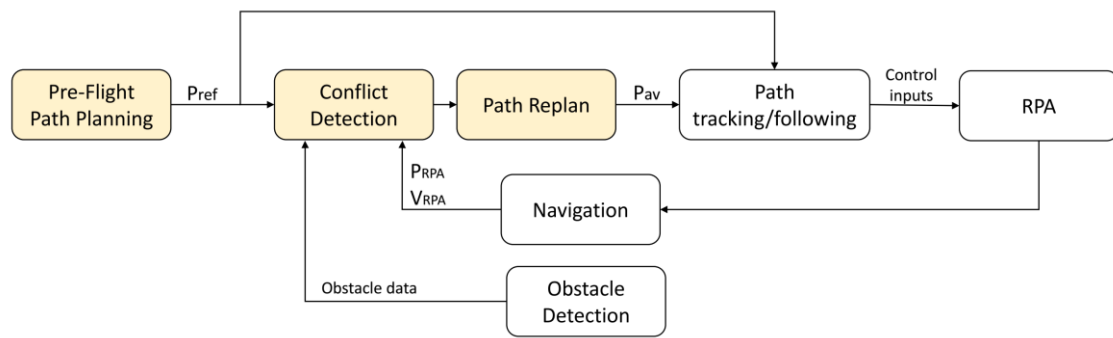 Pre-Flight
Path Planning
Pref
Conflict
Detection
Path Replan
Pav
Path
tracking/following
Control
inputs
RPA
PRPA
VRPA
Navigation
Obstacle data
Obstacle
Detection